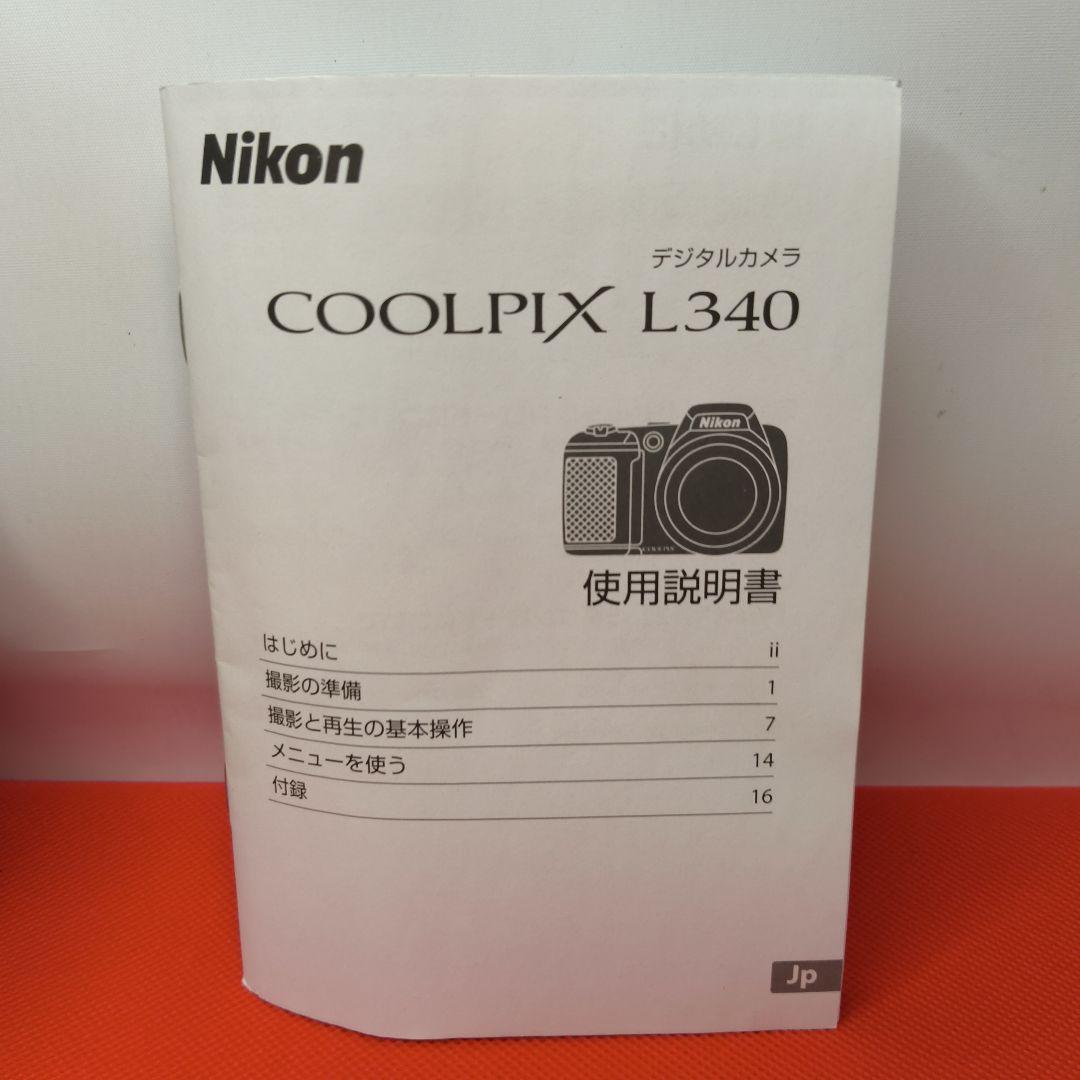 Nikon
デジタルカメラ
COOLPIX L340
Nikon
COOLPIX
使用説明書
はじめに ii
撮影の準備 1
撮影と再生の基本操作 7
メニューを使う 14
付録 16
Jp